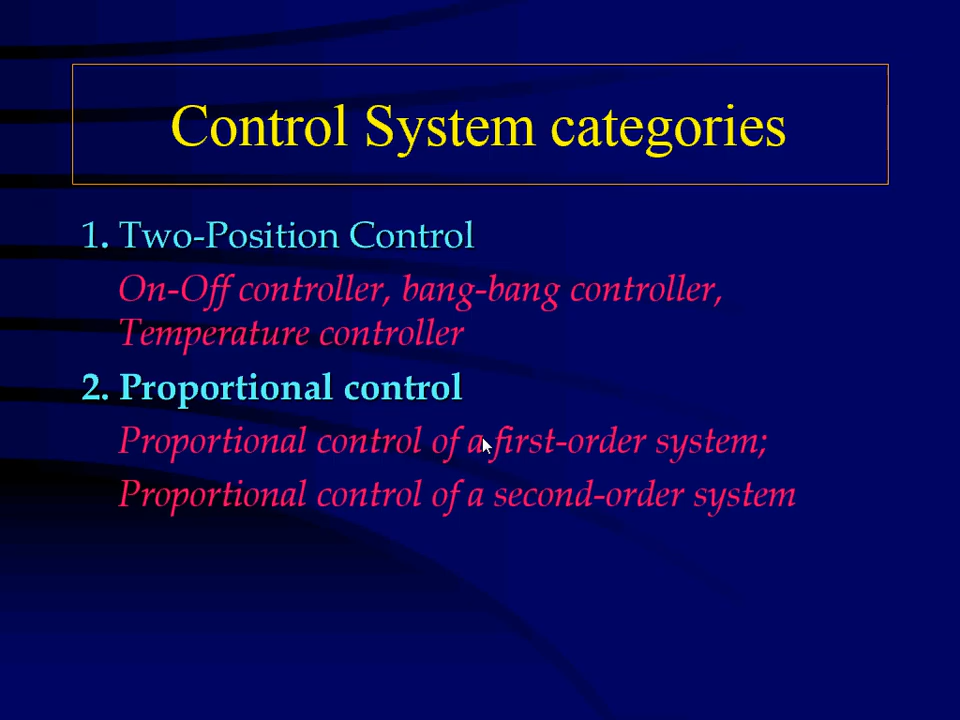 Control System categories
1. Two-Position Control
On-Off controller, bang-bang controller,
Temperature controller
2. Proportional control
Proportional control of a first-order system;
Proportional control of a second-order system